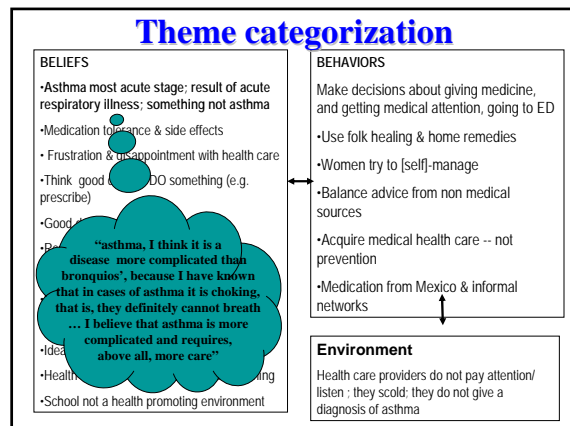 Theme categorization
BELIEFS
•Asthma most acute stage; result of acute
respiratory illness; something not asthma
•Medication tolerance & side effects
• Frustration & disappointment with health care
•Think good DO something (e.g.
prescribe)
•Good
“asthma, I think it is a
disease more complicated than
bronquios’, because I have known
that in cases of asthma it is choking,
that is, they definitely cannot breath
… I believe that asthma is more
complicated and requires,
above all, more care”
•Health
•School not a health promoting environment
BEHAVIORS
Make decisions about giving medicine,
and getting medical attention, going to ED
•Use folk healing & home remedies
•Women try to [self]-manage
•Balance advice from non medical
sources
•Acquire medical health care -- not
prevention
•Medication from Mexico & informal
networks
Environment
Health care providers do not pay attention/
listen ; they scold; they do not give a
diagnosis of asthma